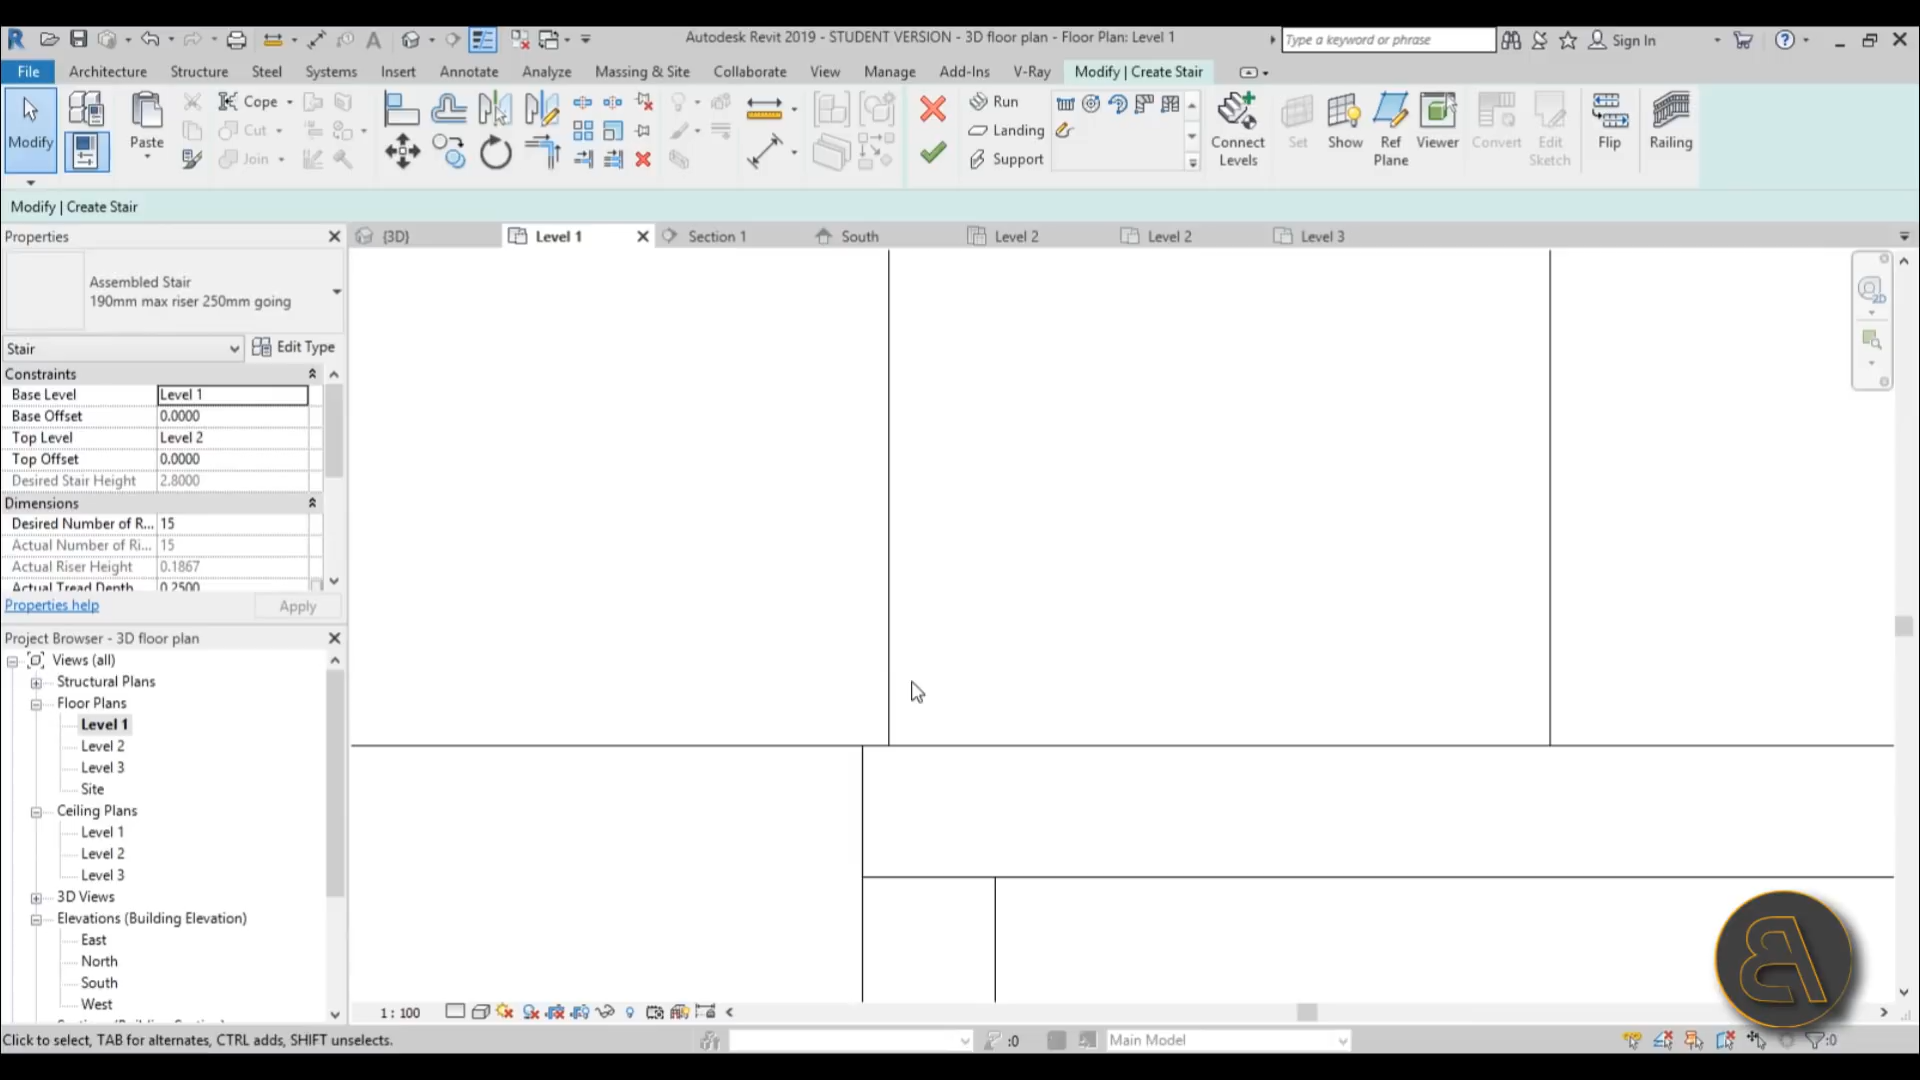 Autodesk Revit 2019 - STUDENT VERSION - 3D floor plan - Floor Plan: Level 1
Type a keyword or phrase
Sign In
File Architecture Structure Steel Systems Insert Annotate Analyze Massing & Site Collaborate View Manage Add-Ins V-Ray Modify | Create Stair
Modify
Paste
Cope
Cut
Join
Run
Landing
Support
Connect Levels
Set
Show
Ref Plane
Viewer
Convert
Edit Sketch
Flip
Railing
Modify | Create Stair
Properties
{3D} Level 1 Section 1 South Level 2 Level 2 Level 3
2D
Assembled Stair
190mm max riser 250mm going
Stair Edit Type
Constraints
Base Level Level 1
Base Offset 0.0000
Top Level Level 2
Top Offset 0.0000
Desired Stair Height 2.8000
Dimensions
Desired Number of R... 15
Actual Number of Ri... 15
Actual Riser Height 0.1867
Actual Tread Depth 0.2500
Properties help Apply
Project Browser - 3D floor plan
Views (all)
Structural Plans
Floor Plans
Level 1
Level 2
Level 3
Site
Ceiling Plans
Level 1
Level 2
Level 3
3D Views
Elevations (Building Elevation)
East
North
South
West
1 : 100
Click to select, TAB for alternates, CTRL adds, SHIFT unselects.
:0
Main Model
:0